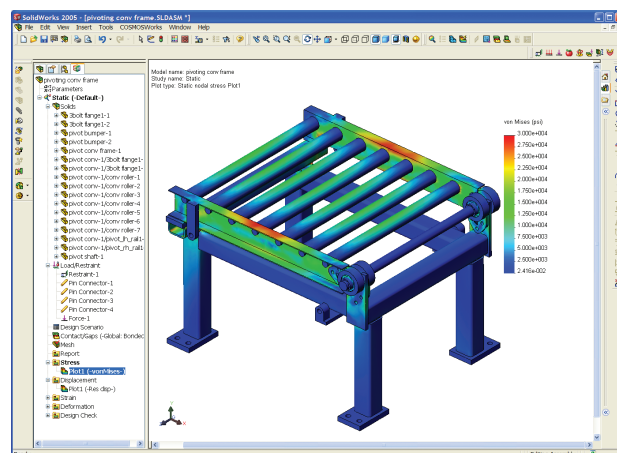 SolidWorks 2005 - [pivoting conv frame.SLDASM *]
File Edit View Insert Tools COSMOSWorks Window Help
pivoting conv frame
Parameters
Static (-Default-)
Solids
3bolt flange1-1
3bolt flange1-2
pivot bumper-1
pivot bumper-2
pivot conv frame-1
pivot conv-1/3bolt flange1-
pivot conv-1/3bolt flange1-
pivot conv-1/conv roller-1
pivot conv-1/conv roller-2
pivot conv-1/conv roller-3
pivot conv-1/conv roller-4
pivot conv-1/conv roller-5
pivot conv-1/conv roller-6
pivot conv-1/conv roller-7
pivot conv-1/pivot_lh_rail1-
pivot conv-1/pivot_rh_rail1
pivot shaft-1
Load/Restraint
Restraint-1
Pin Connector-1
Pin Connector-2
Pin Connector-3
Pin Connector-4
Force-1
Design Scenario
Contact/Gaps (-Global: Bonded
Mesh
Report
Stress
Plot1 (-vonMises-)
Displacement
Plot1 (-Res disp-)
Strain
Deformation
Design Check
Model name: pivoting conv frame
Study name: Static
Plot type: Static nodal stress Plot1
von Mises (psi)
3.000e+004
2.750e+004
2.500e+004
2.250e+004
2.000e+004
1.750e+004
1.500e+004
1.250e+004
1.000e+004
7.500e+003
5.000e+003
2.500e+003
2.416e-002